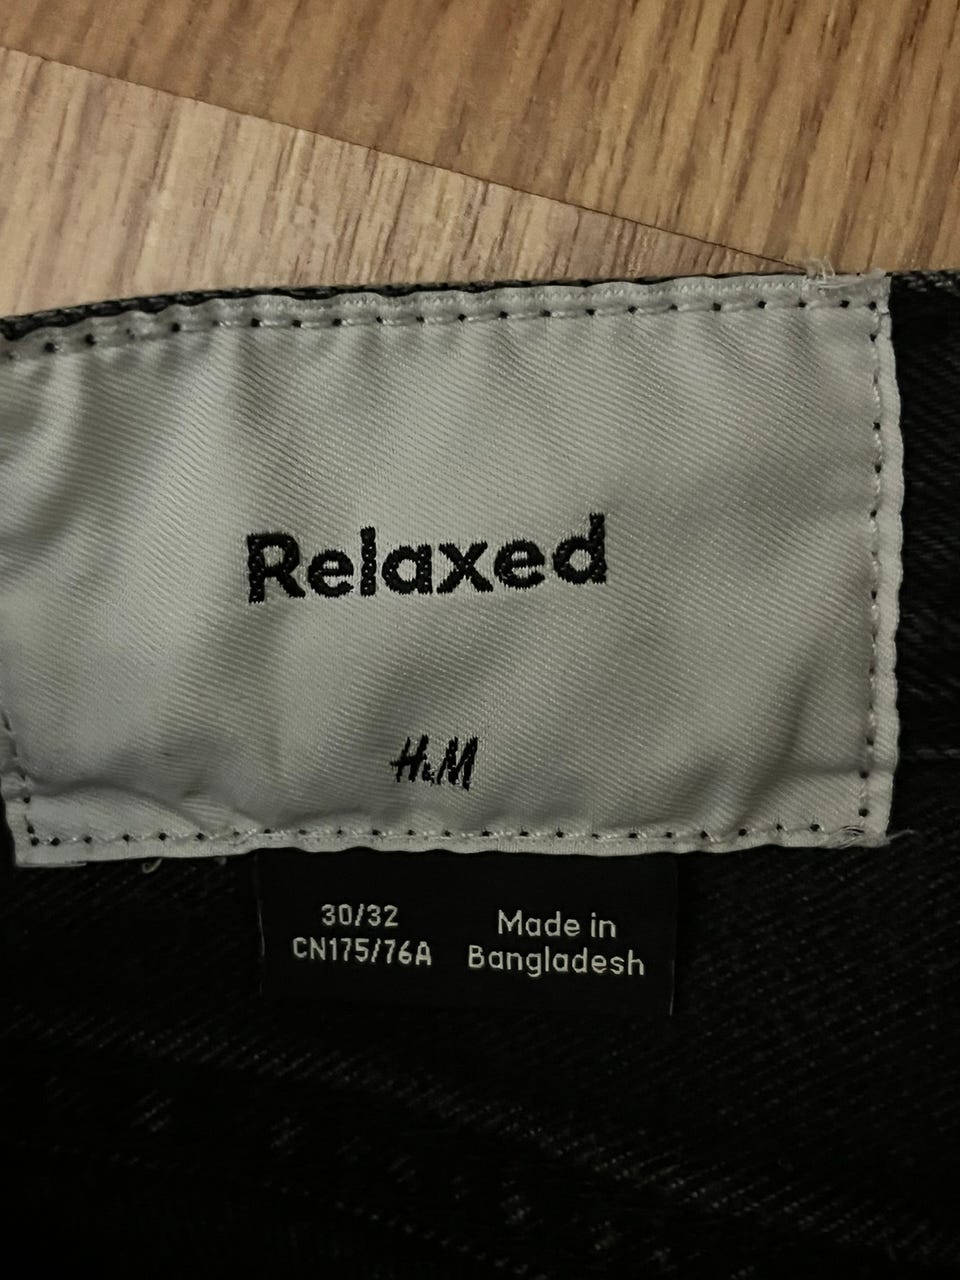 Relaxed
H&M
30/32
CN175/76A
Made in
Bangladesh